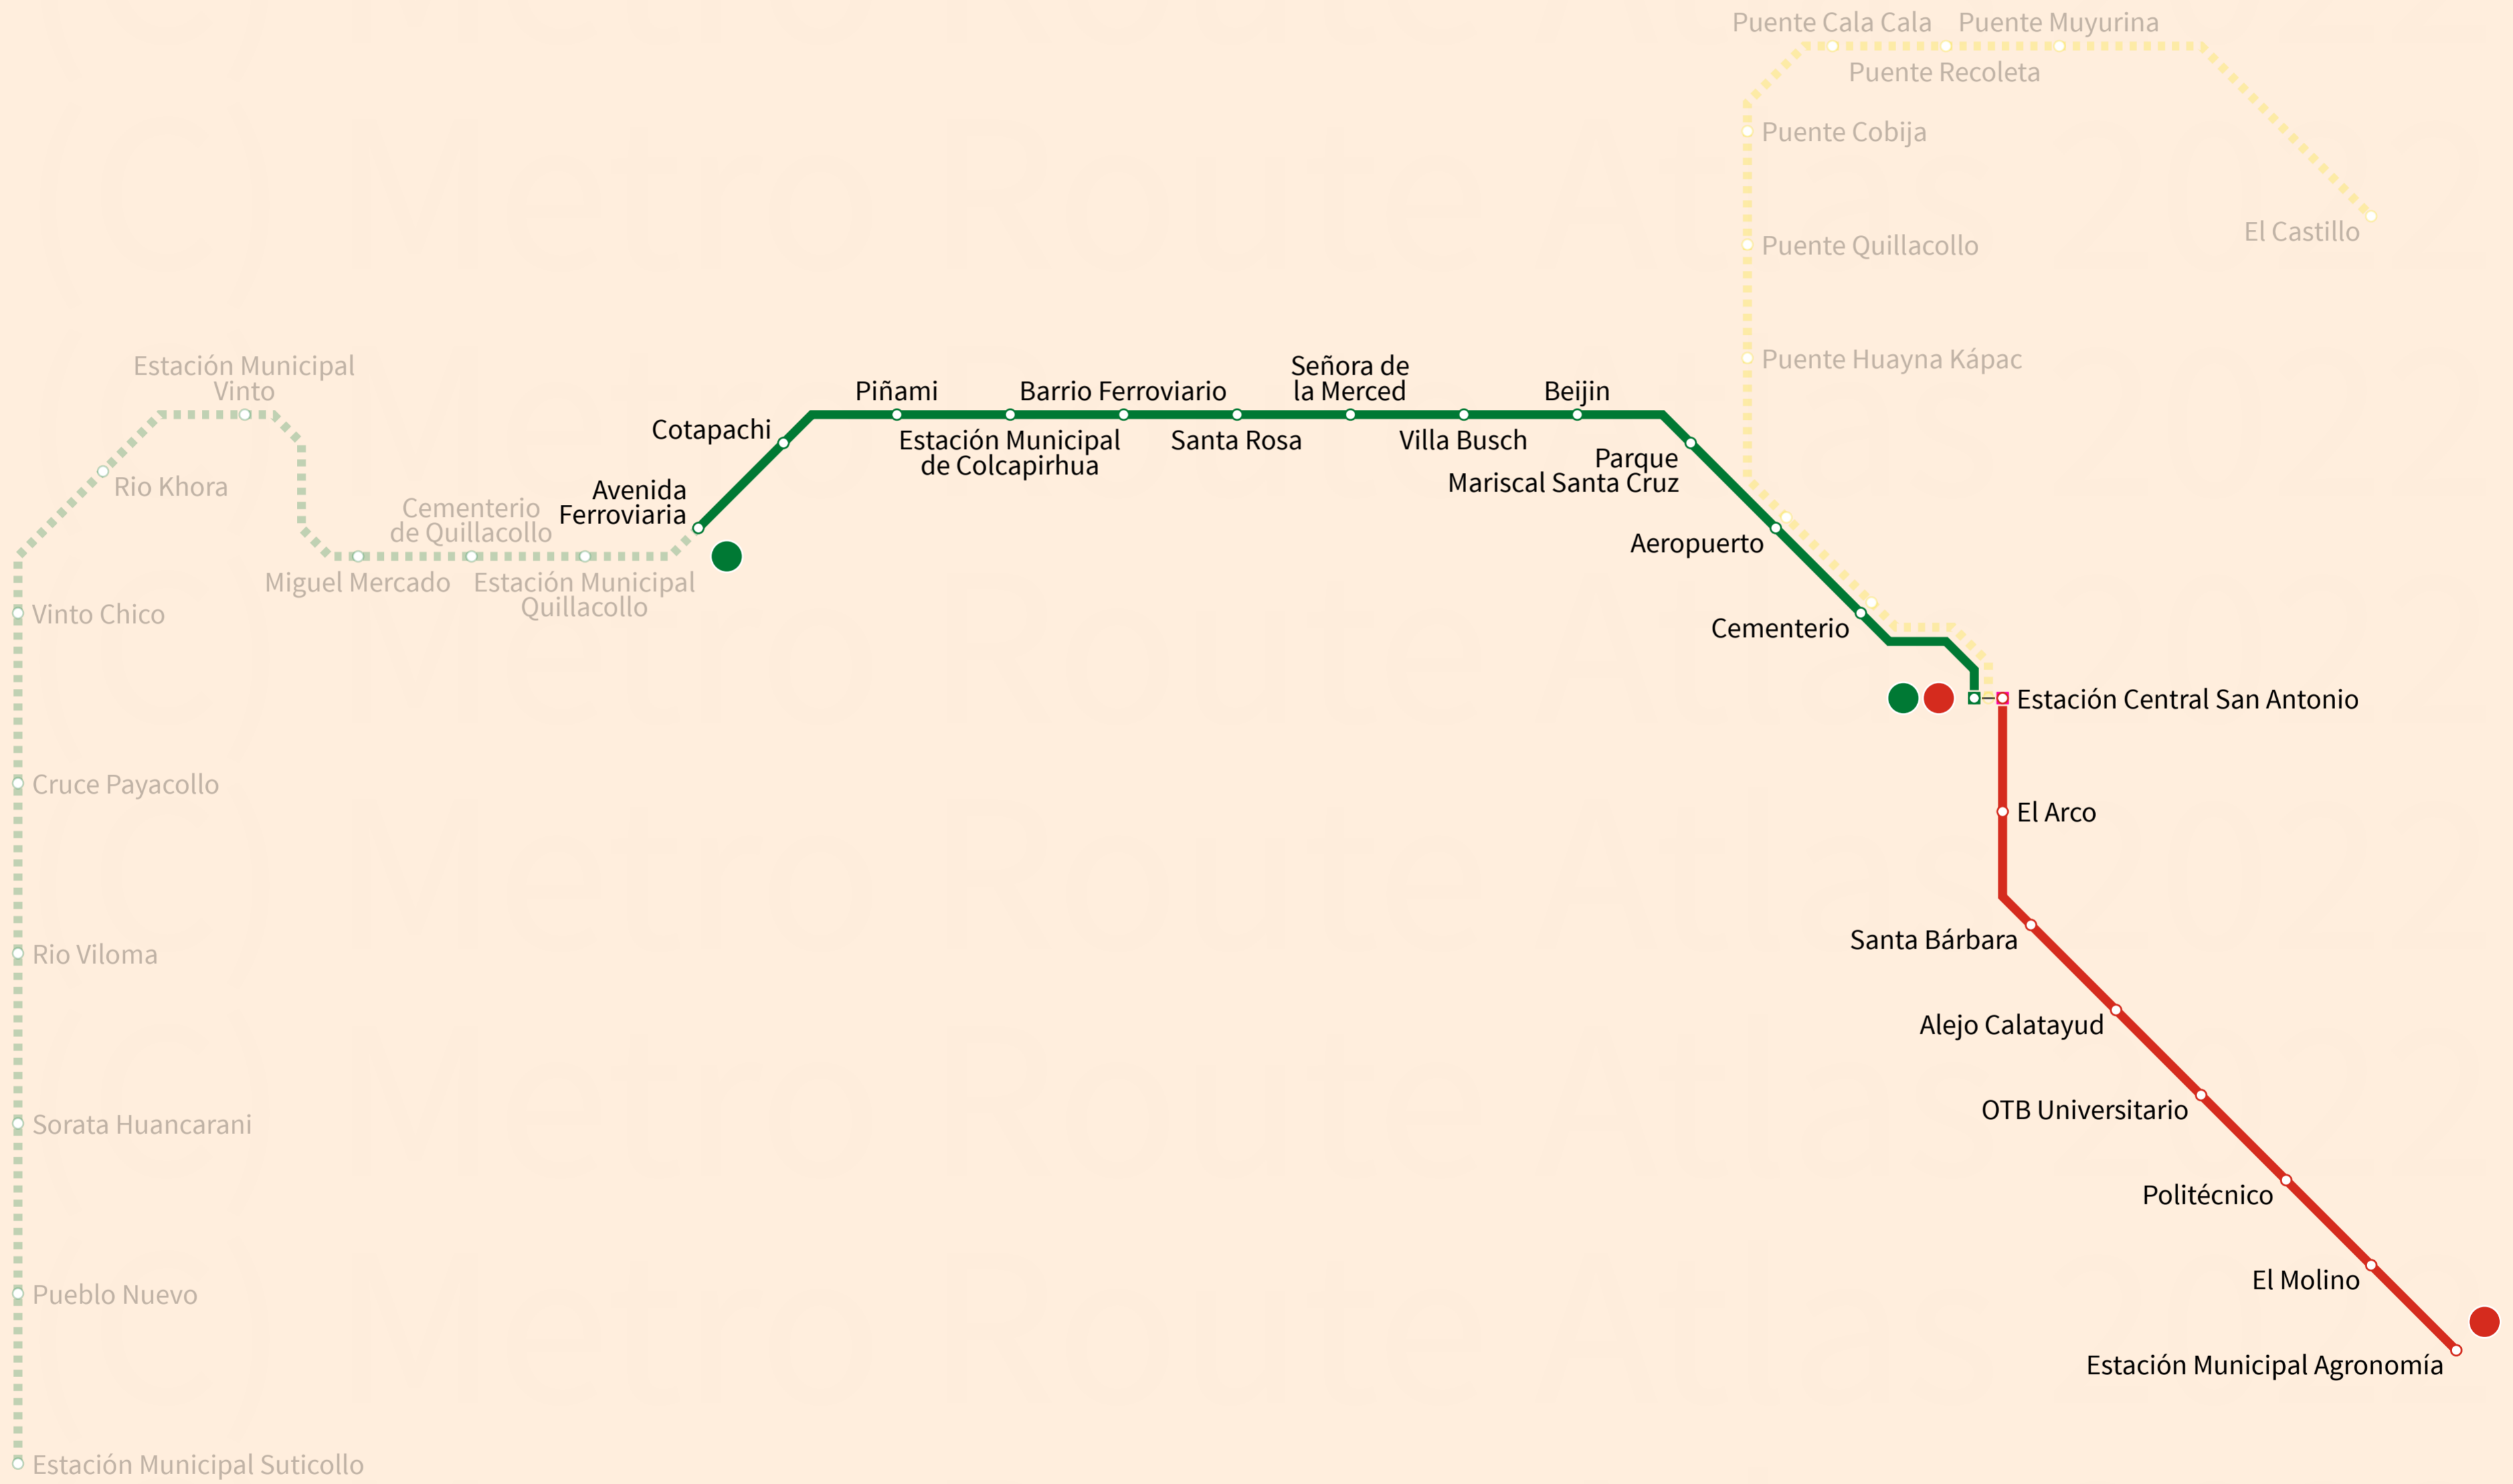 Puente Cala Cala
Puente Muyurina
Puente Recoleta
Puente Cobija
Puente Quillacollo
El Castillo
Puente Huayna Kápac
Estación Municipal
Vinto
Rio Khora
Cementerio
de Quillacollo
Miguel Mercado
Estación Municipal
Quillacollo
Vinto Chico
Cruce Payacollo
Rio Viloma
Sorata Huancarani
Pueblo Nuevo
Estación Municipal Suticollo
Avenida
Ferroviaria
Cotapachi
Piñami
Estación Municipal
de Colcapirhua
Barrio Ferroviario
Santa Rosa
Señora de
la Merced
Villa Busch
Beijin
Parque
Mariscal Santa Cruz
Aeropuerto
Cementerio
Estación Central San Antonio
El Arco
Santa Bárbara
Alejo Calatayud
OTB Universitario
Politécnico
El Molino
Estación Municipal Agronomía
(C) Metro Route Atlas